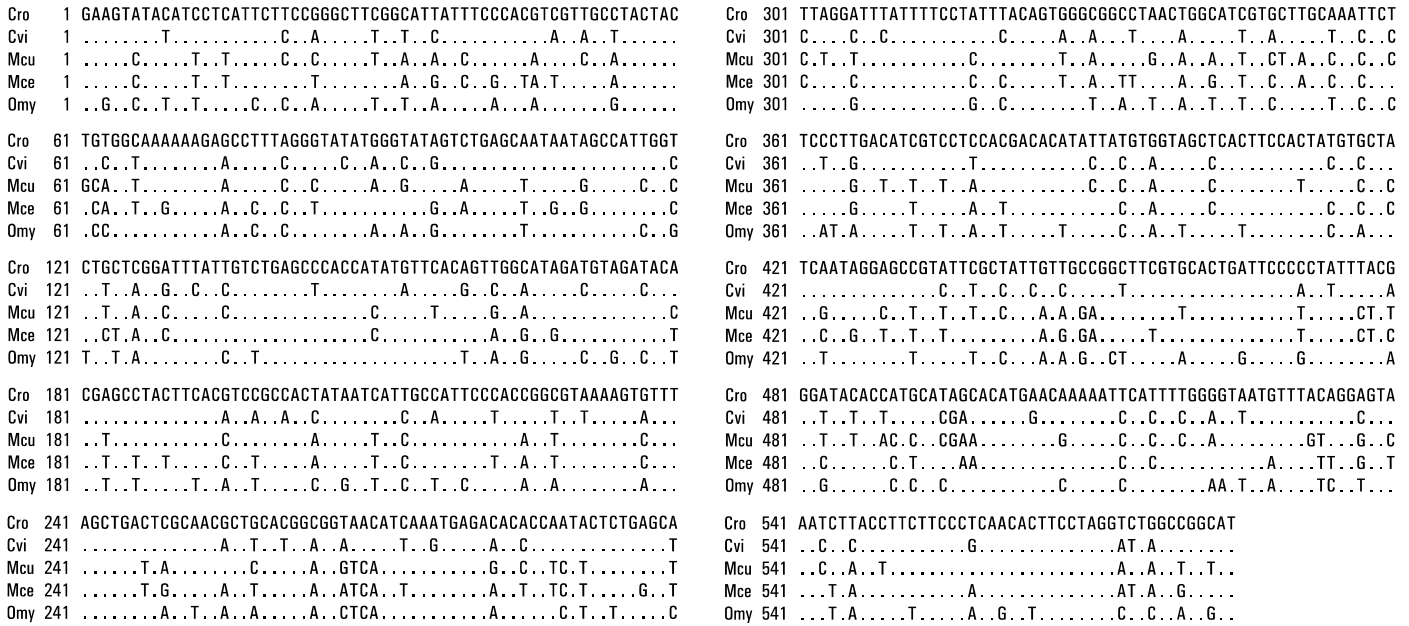 Cro 1 GAAGTATACATCCTCATTCTTCCGGGCTTCGGCATTATTTCCCACGTCGTTGCCTACTAC
Cvi 1 ........T...........C..A.....T..T..C...........A..A..T......
Mcu 1 .....C.....T..T.....C..C.....T..A..A..C........A..C..A......
Mce 1 .....C.....T..T........T........A..G..C..G..TA.T.....A......
Omy 1 ..G..C..T..T.....C..C..A.....T..T..A.....A...A.......G......
Cro 61 TGTGGCAAAAAAGAGCCTTTAGGGTATATGGGTATAGTCTGAGCAATAATAGCCATTGGT
Cvi 61 ..C..T........A.....C.....C..A..C..G.......................C
Mcu 61 GCA..T........A.....C..C.....A..G.....A.....T.....G.....C..C
Mce 61 .CA..T..G.....A..C..C..T...........G..A.....T..G..G........C
Omy 61 .CC...........A..C..C........A..A..G........T...........C..G
Cro 121 CTGCTCGGATTTATTGTCTGAGCCCACCATATGTTCACAGTTGGCATAGATGTAGATACA
Cvi 121 ..T..A..G..C..C........T........A.....G..C..A.....C.....C...
Mcu 121 ..T..A..C.....C..............C.....T.....G..A..............C
Mce 121 ..CT.A..C....................C...........A..G..G...........T
Omy 121 T..T.A........C..T....................T..A..G.....C..G..C..T
Cro 181 CGAGCCTACTTCACGTCCGCCACTATAATCATTGCCATTCCCACCGGCGTAAAAGTGTTT
Cvi 181 ..............A..A..A..C........C..A........T.....T..T.....A...
Mcu 181 ..T...........C........A.....T..C...........A..T........C...
Mce 181 ..T..T..T.....C..T.....A.....T..C........T..A..T........C...
Omy 181 ..T..T.....T..A..T.....C..G..T..C..T..C.....A..A........A...
Cro 241 AGCTGACTCGCAACGCTGCACGGCGGTAACATCAAATGAGACACACCAATACTCTGAGCA
Cvi 241 ..............A..T..T..A..A.....T..G.....A..C..............T
Mcu 241 ......T.A.....C........A..GTCA...........G..C..TC.T........T
Mce 241 ......T.G.....A..T.....A..ATCA..T........A..T..TC.T.....G..T
Omy 241 ........A..T..A..A.....A..CTCA...........A.....C.T..T.....C
Cro 301 TTAGGATTTATTTTCCTATTTACAGTGGGCGGCCTAACTGGCATCGTGCTTGCAAATTCT
Cvi 301 C....C..C...........C........A..A...T....A.....T..A.....T..C..C
Mcu 301 C.T..T...........C........T..A.....G..A..A..T..CT.A..C..C..C
Mce 301 C....C...........C..C.....T..A..TT....A..G..T..C..A..C..C...
Omy 301 .....G...........G..C........T..A..T..A..T..T..C.....T..C..C
Cro 361 TCCCTTGACATCGTCCTCCACGACACATATTATGTGGTAGCTCACTTCCACTATGTGCTA
Cvi 361 ..T..G...........T...........C..C..A.....C...........C..C...
Mcu 361 .....G..T..T..T..A...........C..C..A.....C........T.....C..C
Mce 361 .....G.....T.....A..T...........C..A.....C...........C..C..C
Omy 361 ..AT.A.....T..T..A..T.....T.....C..A..T.....T........C..A...
Cro 421 TCAATAGGAGCCGTATTCGCTATTGTTGCCGGCTTCGTGCACTGATTCCCCCTATTTACG
Cvi 421 ..............C..T..C..C..C.....T.................A..T.....A
Mcu 421 ..G.....C..T..T..T..C..A.A.GA........T...........T.....CT.T
Mce 421 ..C..G..T..T..T........A.G.GA.....T..............T.....CT.C
Omy 421 ..T...........T..T..C..A.A.G..CT.....A.....G.....G........A
Cro 481 GGATACACCATGCATAGCACATGAACAAAAATTCATTTTGGGGTAATGTTTACAGGAGTA
Cvi 481 ..T..T..T.....CGA......G........C..C..C..A..T...........C...
Mcu 481 ..T..T..AC.C..CGAA........G.....C..C..C..A.........GT...G..C
Mce 481 ..C.....C.T....AA..............C..C...........A....TT..G..T
Omy 481 ..G.....C.C..C..............C.....C.....AA.T..A....TC..T....
Cro 541 AATCTTACCTTCTTCCCTCAACACTTCCTAGGTCTGGCCGGCAT
Cvi 541 ..C..C...........G..............AT.A........
Mcu 541 ..C..A..T.......................A..A..T..T..
Mce 541 ...T.A.............A............AT.A..G.....
Omy 541 ...T.A.....T.....A..G..T........C..C..A..G..